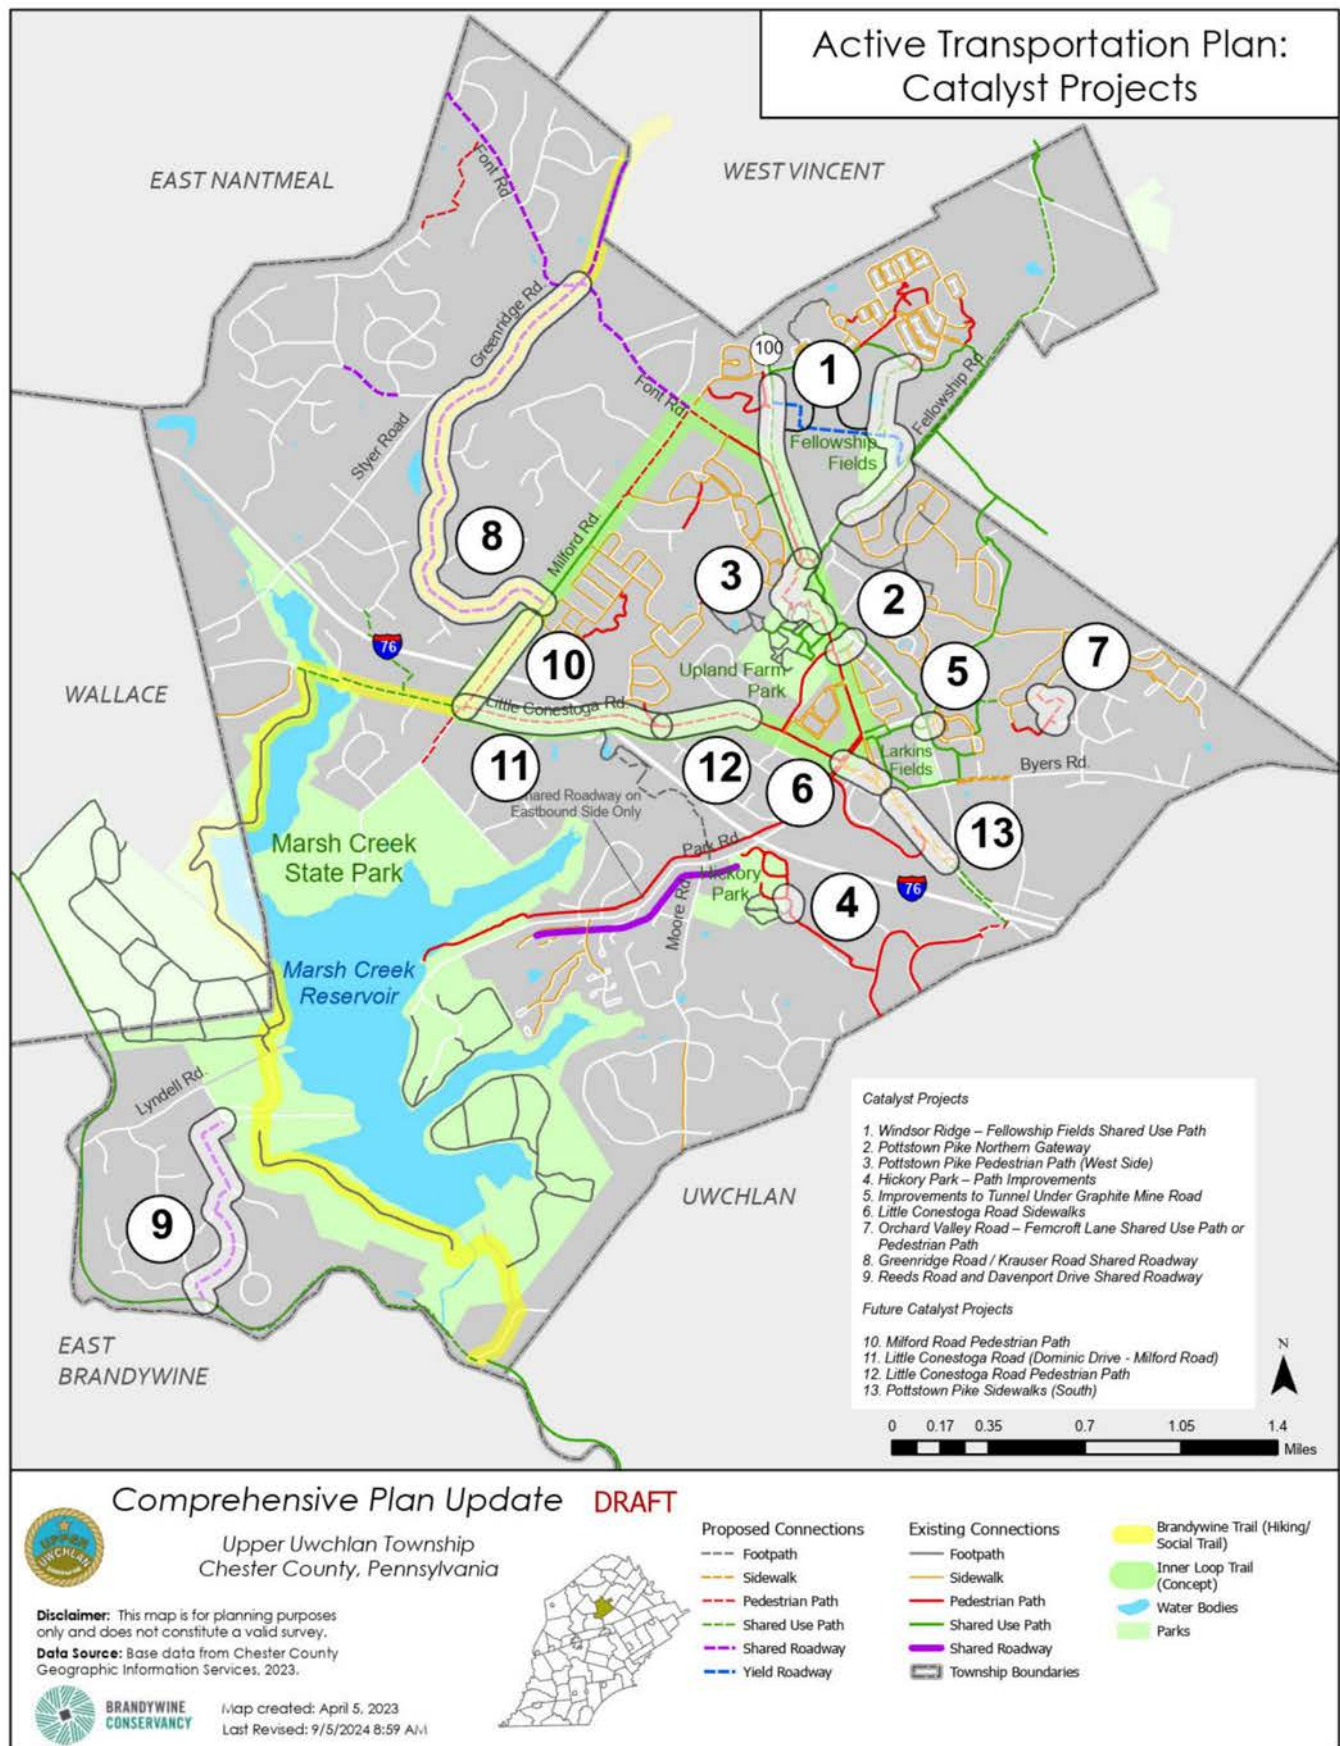 Active Transportation Plan:
Catalyst Projects
EAST NANTMEAL
WEST VINCENT
Font Rd
Greenridge Rd.
100
1
Font Rd.
Fellowship Rd.
Styer Road
Fellowship
Fields
8
Milford Rd.
3
2
7
76
10
5
Upland Farm
Park
WALLACE
Little Conestoga Rd.
11
12
6
Larkins
Fields
Byers Rd.
Shared Roadway on
Eastbound Side Only
13
Marsh Creek
State Park
Park Rd.
Hickory
Park
76
4
Moore Rd.
Marsh Creek
Reservoir
Lyndell Rd.
UWCHLAN
9
EAST
BRANDYWINE
Catalyst Projects
1. Windsor Ridge – Fellowship Fields Shared Use Path
2. Pottstown Pike Northern Gateway
3. Pottstown Pike Pedestrian Path (West Side)
4. Hickory Park – Path Improvements
5. Improvements to Tunnel Under Graphite Mine Road
6. Little Conestoga Road Sidewalks
7. Orchard Valley Road – Ferncroft Lane Shared Use Path or
Pedestrian Path
8. Greenridge Road / Krauser Road Shared Roadway
9. Reeds Road and Davenport Drive Shared Roadway
Future Catalyst Projects
10. Milford Road Pedestrian Path
11. Little Conestoga Road (Dominic Drive - Milford Road)
12. Little Conestoga Road Pedestrian Path
13. Pottstown Pike Sidewalks (South)
N
0 0.17 0.35 0.7 1.05 1.4
Miles
Comprehensive Plan Update DRAFT
UPPER
UWCHLAN
Upper Uwchlan Township
Chester County, Pennsylvania
Disclaimer: This map is for planning purposes
only and does not constitute a valid survey.
Data Source: Base data from Chester County
Geographic Information Services, 2023.
BRANDYWINE
CONSERVANCY
Map created: April 5, 2023
Last Revised: 9/5/2024 8:59 AM
Proposed Connections
Footpath
Sidewalk
Pedestrian Path
Shared Use Path
Shared Roadway
Yield Roadway
Existing Connections
Footpath
Sidewalk
Pedestrian Path
Shared Use Path
Shared Roadway
Township Boundaries
Brandywine Trail (Hiking/
Social Trail)
Inner Loop Trail
(Concept)
Water Bodies
Parks